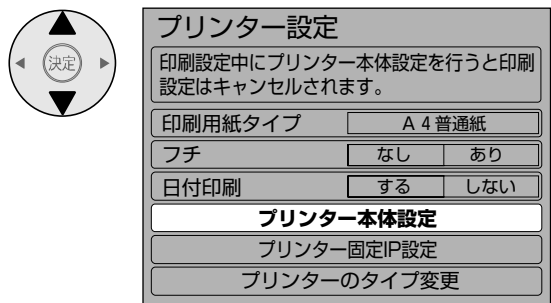 決定
プリンター設定
印刷設定中にプリンター本体設定を行うと印刷
設定はキャンセルされます。
印刷用紙タイプ A4普通紙
フチ なし あり
日付印刷 する しない
プリンター本体設定
プリンター固定IP設定
プリンターのタイプ変更